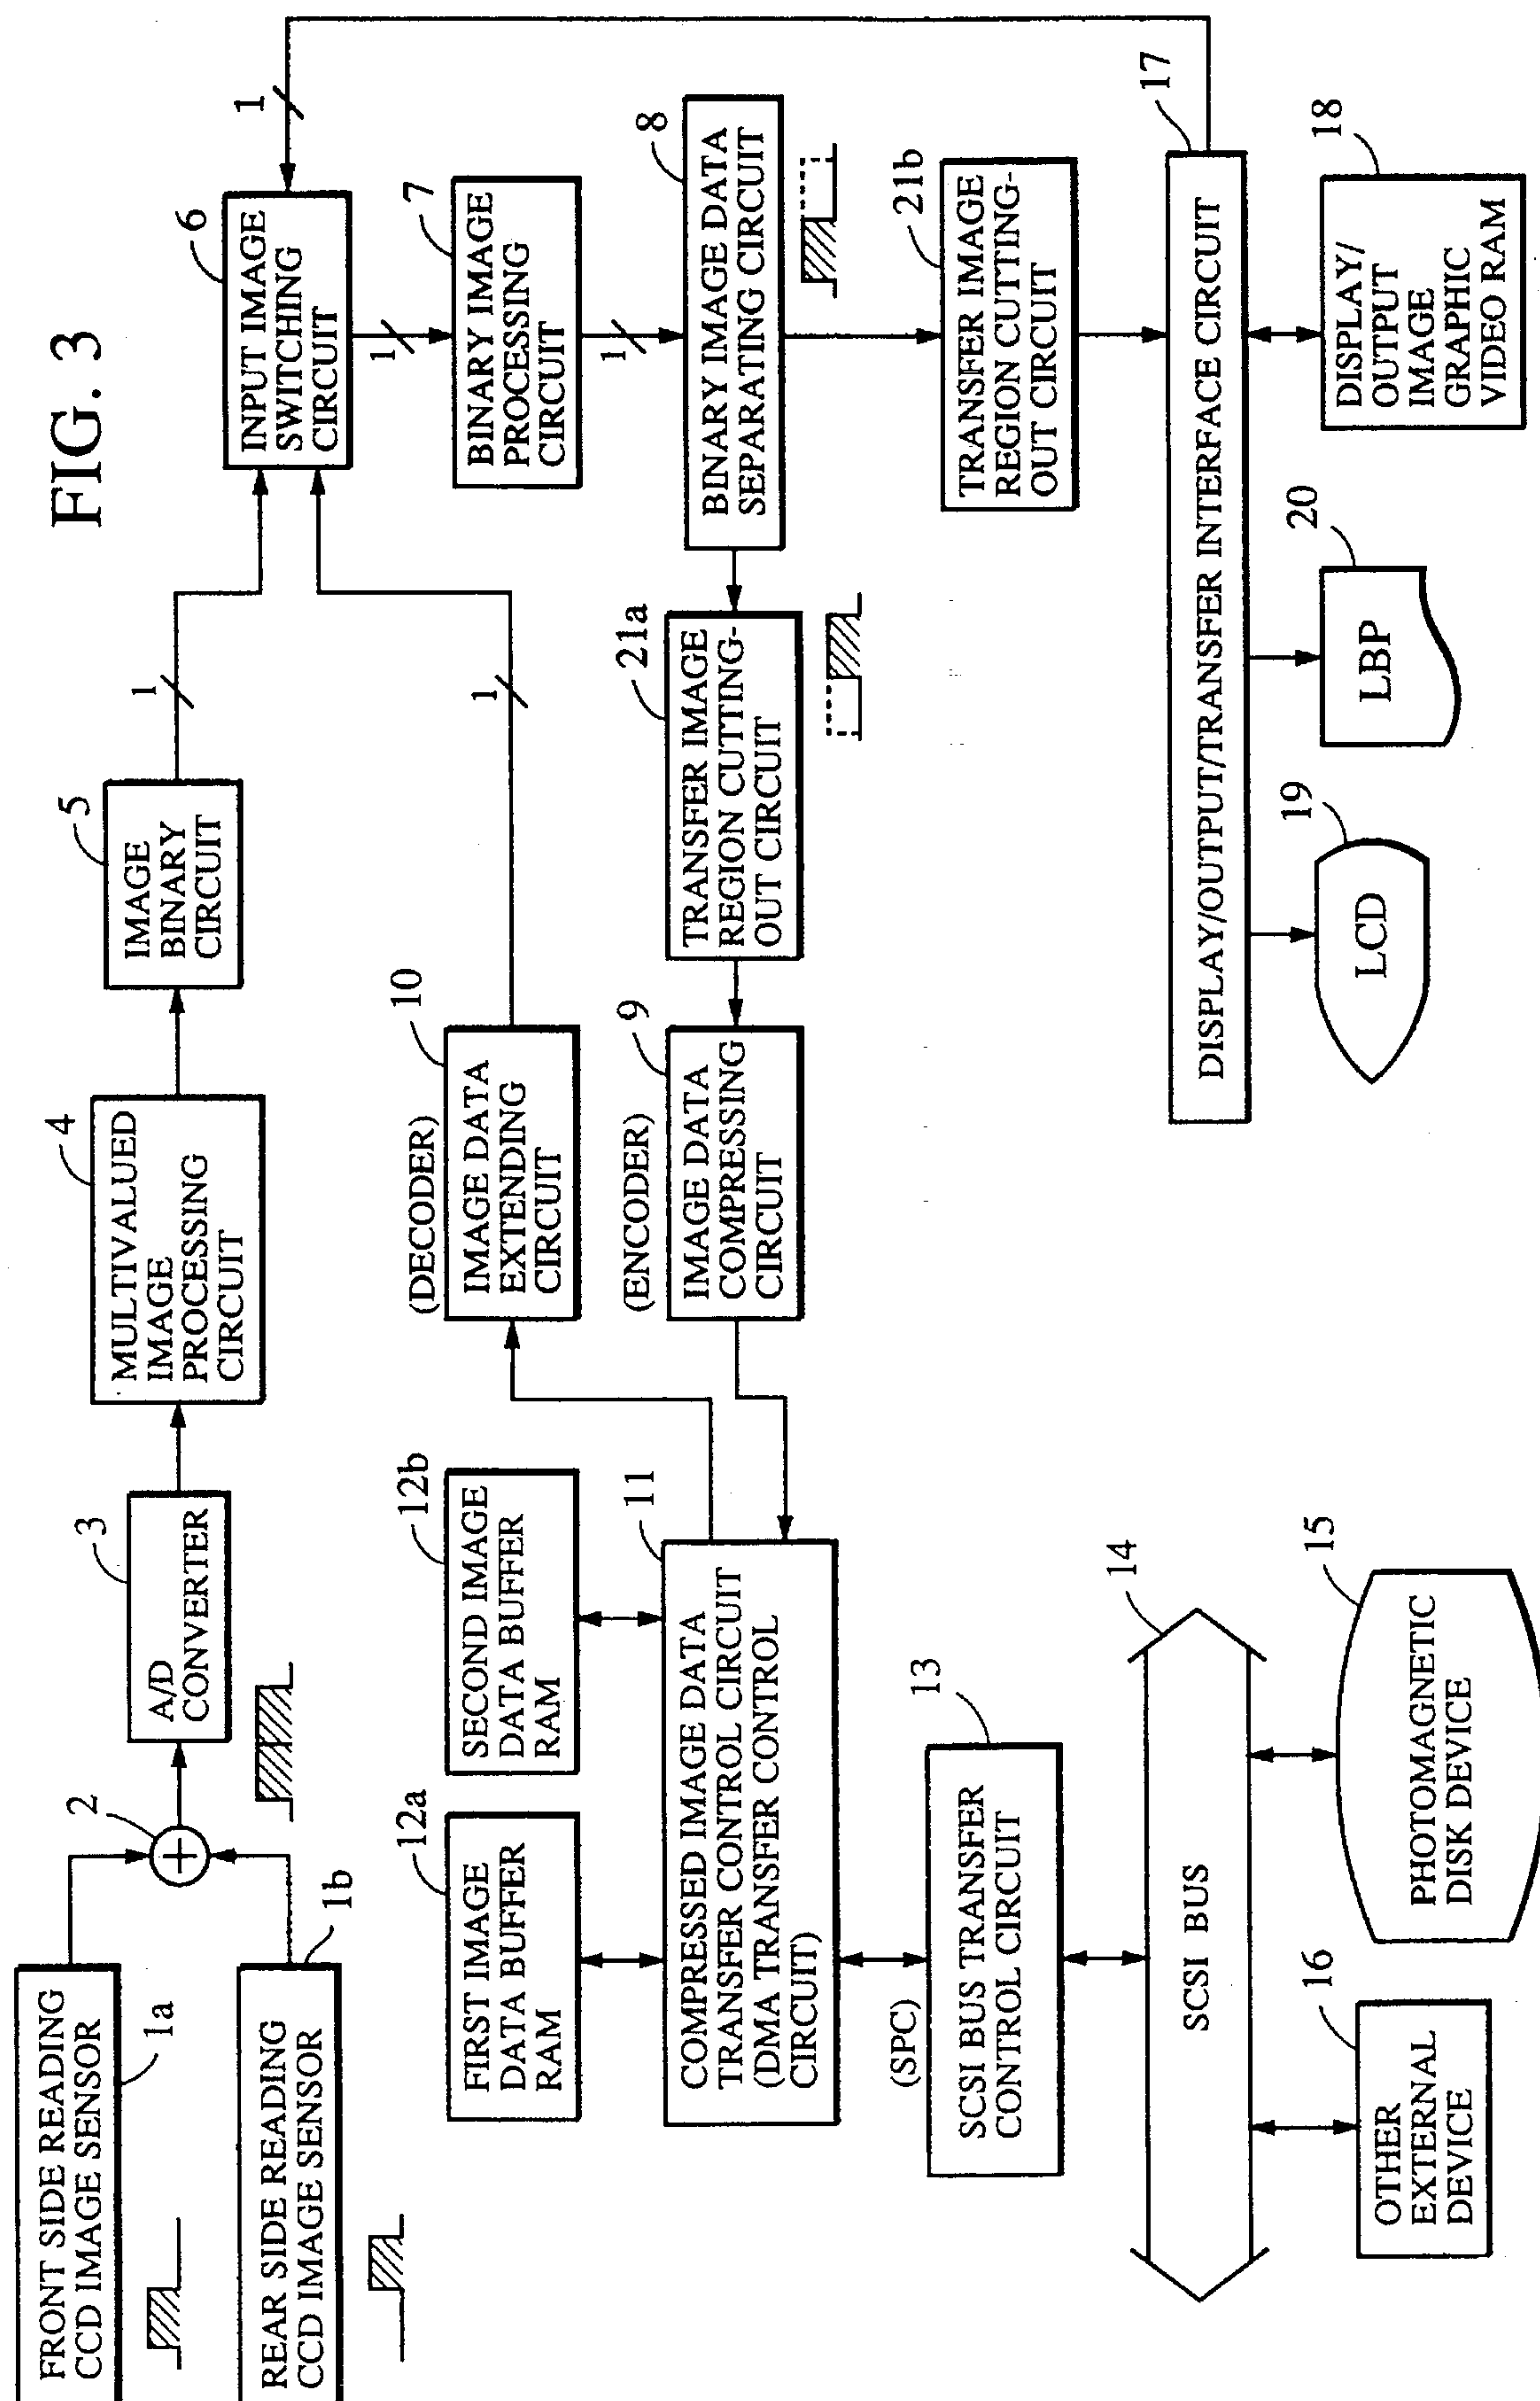 FIG. 3
FRONT SIDE READING
CCD IMAGE SENSOR
1a
REAR SIDE READING
CCD IMAGE SENSOR
1b
2
3
A/D
CONVERTER
4
MULTIVALUED
IMAGE
PROCESSING
CIRCUIT
5
IMAGE
BINARY
CIRCUIT
1
6
INPUT IMAGE
SWITCHING
CIRCUIT
1
1
7
BINARY IMAGE
PROCESSING
CIRCUIT
1
8
BINARY IMAGE DATA
SEPARATING CIRCUIT
(DECODER)
10
IMAGE DATA
EXTENDING
CIRCUIT
1
(ENCODER)
9
IMAGE DATA
COMPRESSING
CIRCUIT
21a
TRANSFER IMAGE
REGION CUTTING-
OUT CIRCUIT
21b
TRANSFER IMAGE
REGION CUTTING-
OUT CIRCUIT
12a
FIRST IMAGE
DATA BUFFER
RAM
12b
SECOND IMAGE
DATA BUFFER
RAM
11
COMPRESSED IMAGE DATA
TRANSFER CONTROL CIRCUIT
(DMA TRANSFER CONTROL
CIRCUIT)
(SPC)
13
SCSI BUS TRANSFER
CONTROL CIRCUIT
14
SCSI BUS
16
OTHER
EXTERNAL
DEVICE
15
PHOTOMAGNETIC
DISK DEVICE
17
DISPLAY/OUTPUT/TRANSFER INTERFACE CIRCUIT
19
LCD
20
LBP
18
DISPLAY/
OUTPUT
IMAGE
GRAPHIC
VIDEO RAM